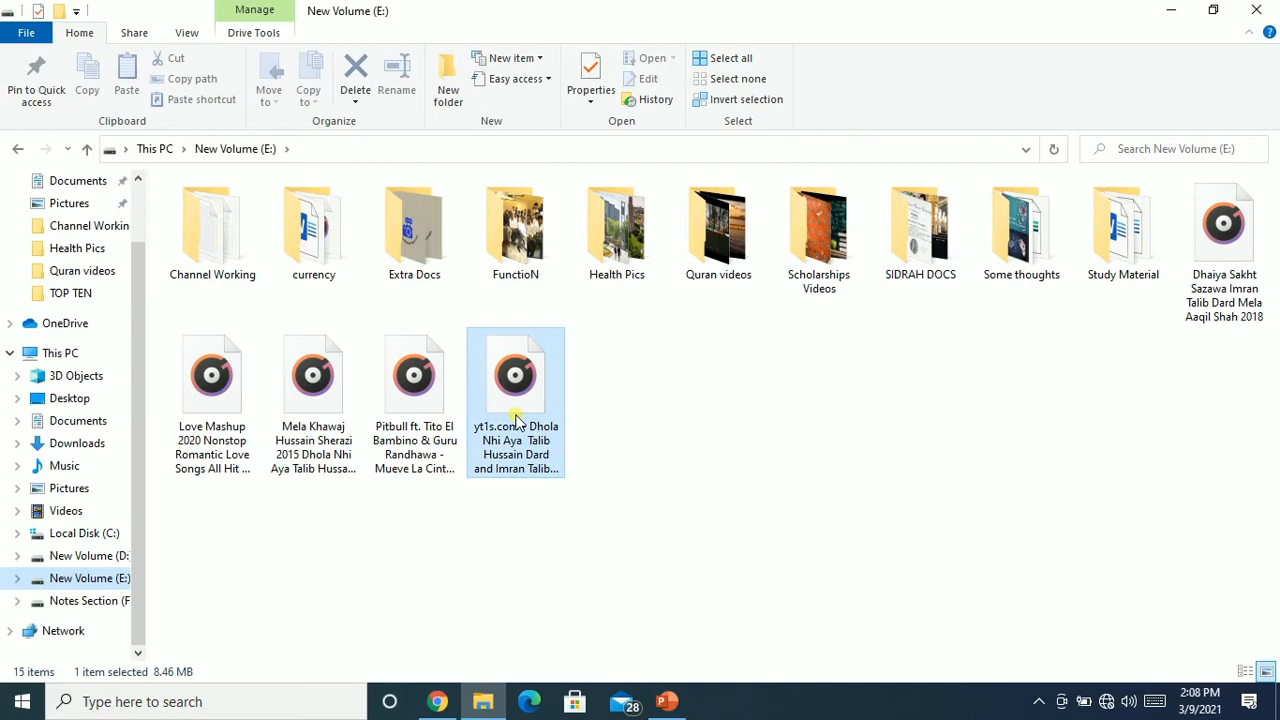 Manage
New Volume (E:)
File
Home
Share
View
Drive Tools
Pin to Quick
access
Copy
Paste
Cut
Copy path
Paste shortcut
Clipboard
Move
to
Copy
to
Delete
Rename
Organize
New
folder
New item
Easy access
New
Properties
Open
Edit
History
Open
Select all
Select none
Invert selection
Select
This PC
New Volume (E:)
Search New Volume (E:)
Documents
Pictures
Channel Workin
Health Pics
Quran videos
TOP TEN
OneDrive
This PC
3D Objects
Desktop
Documents
Downloads
Music
Pictures
Videos
Local Disk (C:)
New Volume (D:
New Volume (E:)
Notes Section (F
Network
Channel Working
currency
Extra Docs
FunctioN
Health Pics
Quran videos
Scholarships
Videos
SIDRAH DOCS
Some thoughts
Study Material
Dhaiya Sakht
Sazawa Imran
Talib Dard Mela
Aaqil Shah 2018
Love Mashup
2020 Nonstop
Romantic Love
Songs All Hit ...
Mela Khawaj
Hussain Sherazi
2015 Dhola Nhi
Aya Talib Hussa...
Pitbull ft. Tito El
Bambino & Guru
Randhawa -
Mueve La Cint...
Dhola
Nhi Aya Talib
Hussain Dard
and Imran Talib...
15 items
1 item selected 8.46 MB
Type here to search
28
2:08 PM
3/9/2021